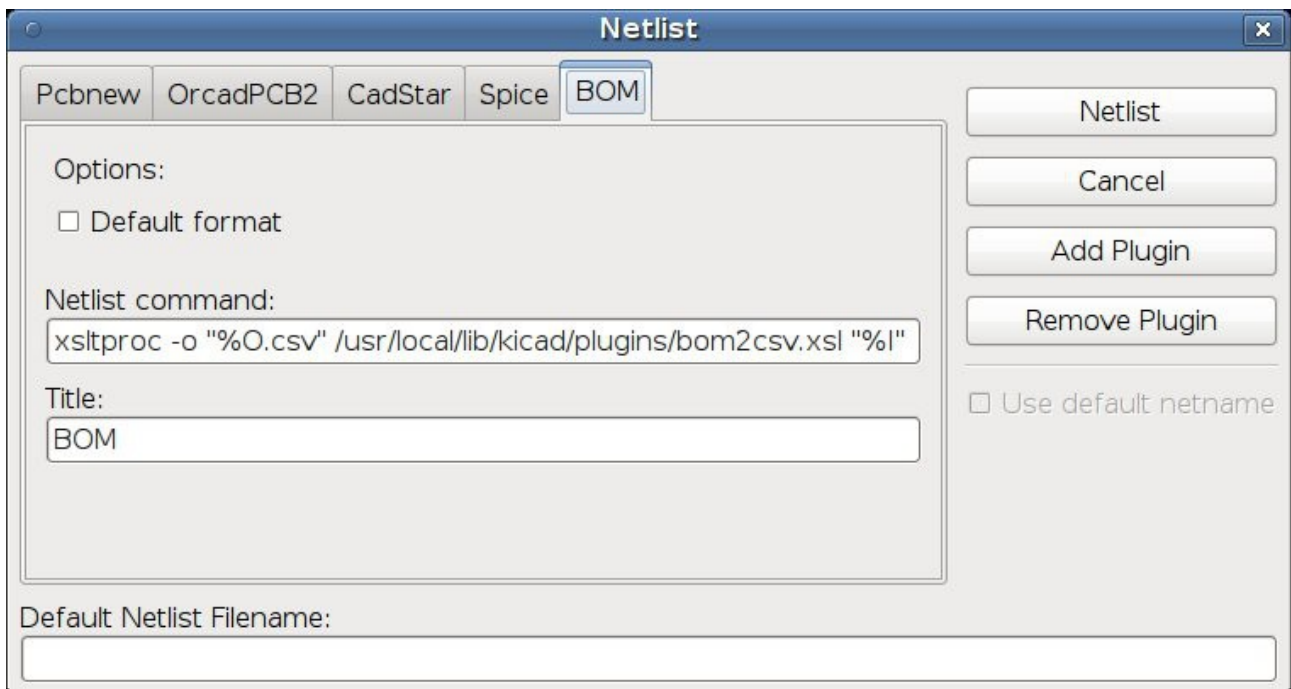 Netlist
Pcbnew OrcadPCB2 CadStar Spice BOM
Netlist
Options:
Cancel
Default format
Add Plugin
Netlist command:
Remove Plugin
xsltproc -o "%O.csv" /usr/local/lib/kicad/plugins/bom2csv.xsl "%I"
Title:
Use default netname
BOM
Default Netlist Filename: